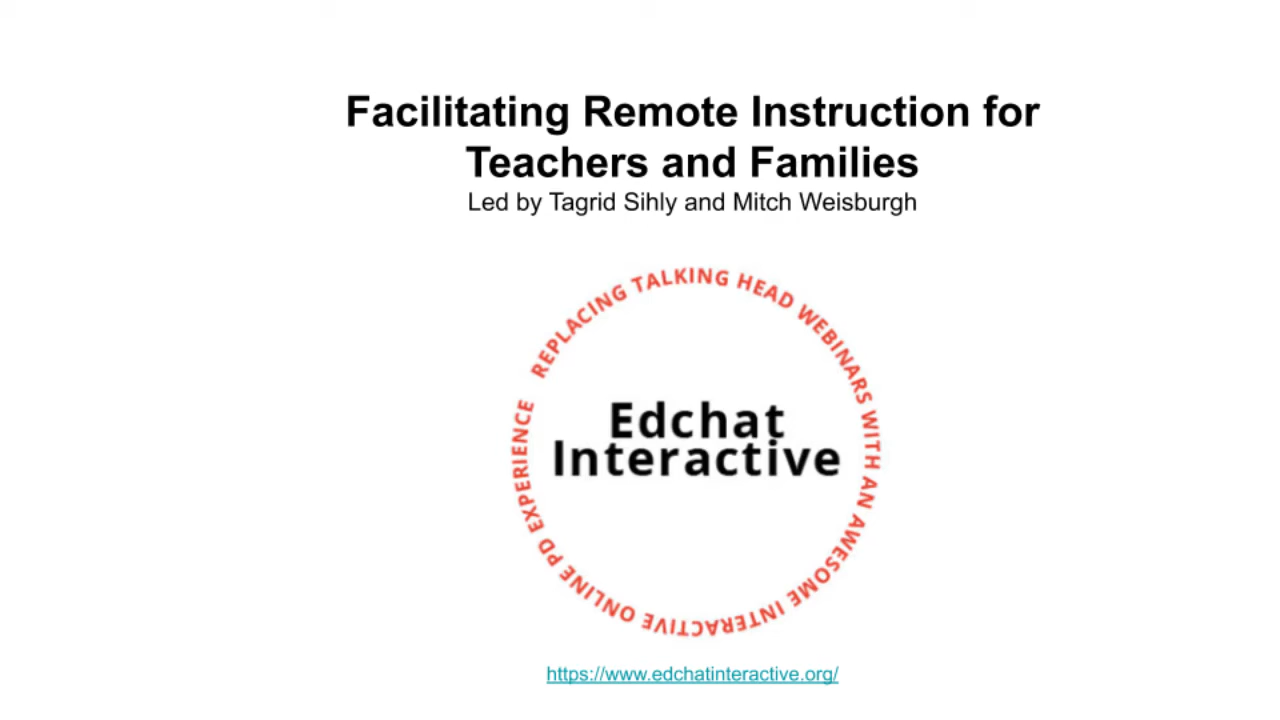 Facilitating Remote Instruction for
Teachers and Families
Led by Tagrid Sihly and Mitch Weisburgh
REPLACING TALKING HEAD WEBINARS WITH AN AWESOME INTERACTIVE ONLINE PD EXPERIENCE
Edchat
Interactive
https://www.edchatinteractive.org/